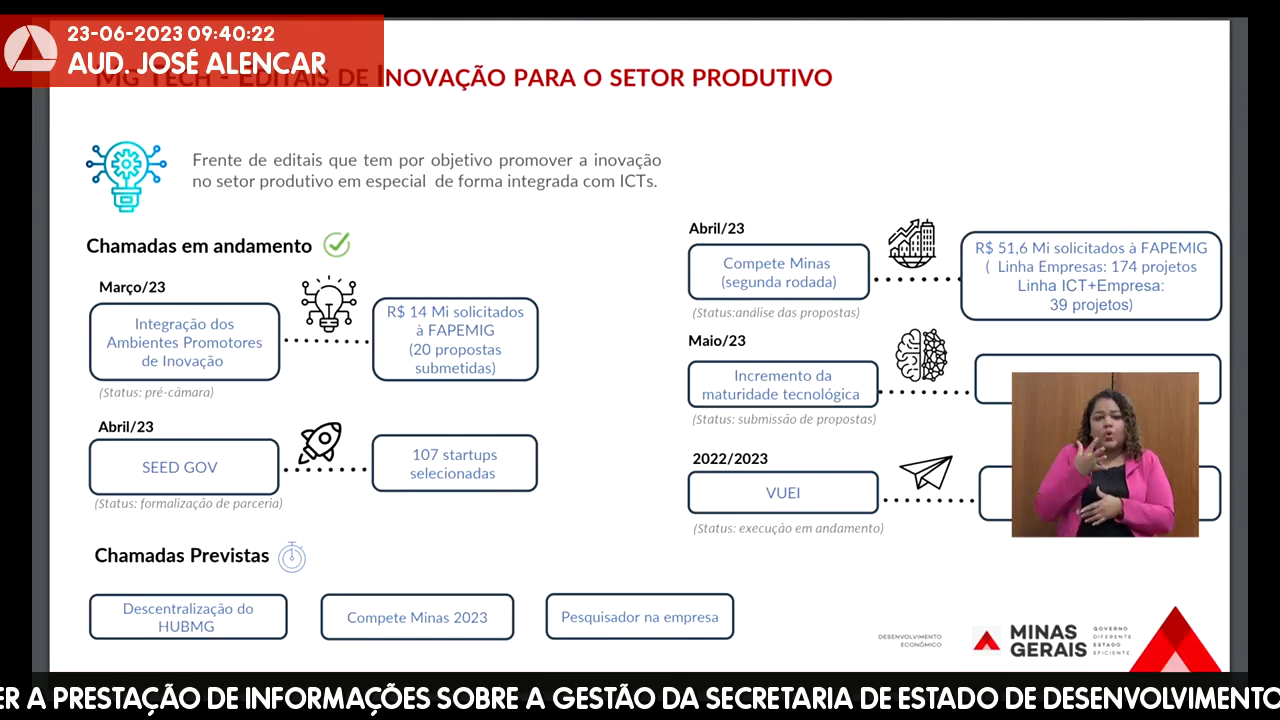 23-06-2023 09:40:22
AUD. JOSÉ ALENCAR
MG TECH - EDITAIS DE INOVAÇÃO PARA O SETOR PRODUTIVO
Frente de editais que tem por objetivo promover a inovação
no setor produtivo em especial de forma integrada com ICTs.
Chamadas em andamento
Março/23
Integração dos
Ambientes Promotores
de Inovação
R$ 14 Mi solicitados
à FAPEMIG
(20 propostas
submetidas)
(Status: pré-câmara)
Abril/23
SEED GOV
107 startups
selecionadas
(Status: formalização de parceria)
Abril/23
Compete Minas
(segunda rodada)
R$ 51,6 Mi solicitados à FAPEMIG
( Linha Empresas: 174 projetos
Linha ICT+Empresa:
39 projetos)
(Status:análise das propostas)
Maio/23
Incremento da
maturidade tecnológica
(Status: submissão de propostas)
2022/2023
VUEI
(Status: execução em andamento)
Chamadas Previstas
Descentralização do
HUBMG
Compete Minas 2023
Pesquisador na empresa
DESENVOLVIMENTO
ECONÔMICO
MINAS
GERAIS
GOVERNO
DIFERENTE
ESTADO
EFICIENTE
ER A PRESTAÇÃO DE INFORMAÇÕES SOBRE A GESTÃO DA SECRETARIA DE ESTADO DE DESENVOLVIMENTO